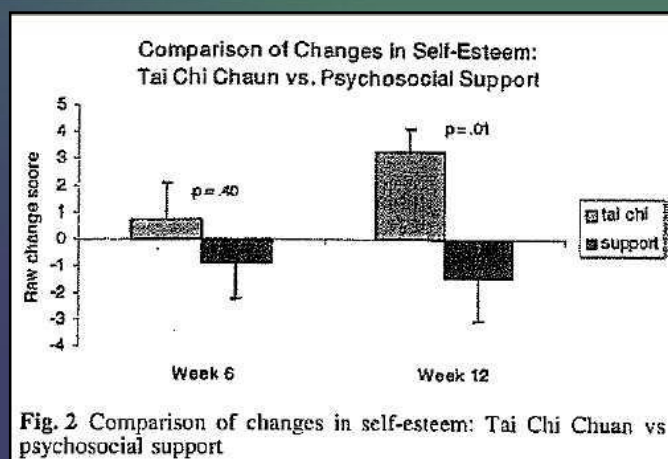 Comparison of Changes in Self-Esteem:
Tai Chi Chaun vs. Psychosocial Support
Raw change score
5
4
3
2
1
0
-1
-2
-3
-4
p=.40
p=.01
tai chi
support
Week 6
Week 12
Fig. 2 Comparison of changes in self-esteem: Tai Chi Chuan vs
psychosocial support